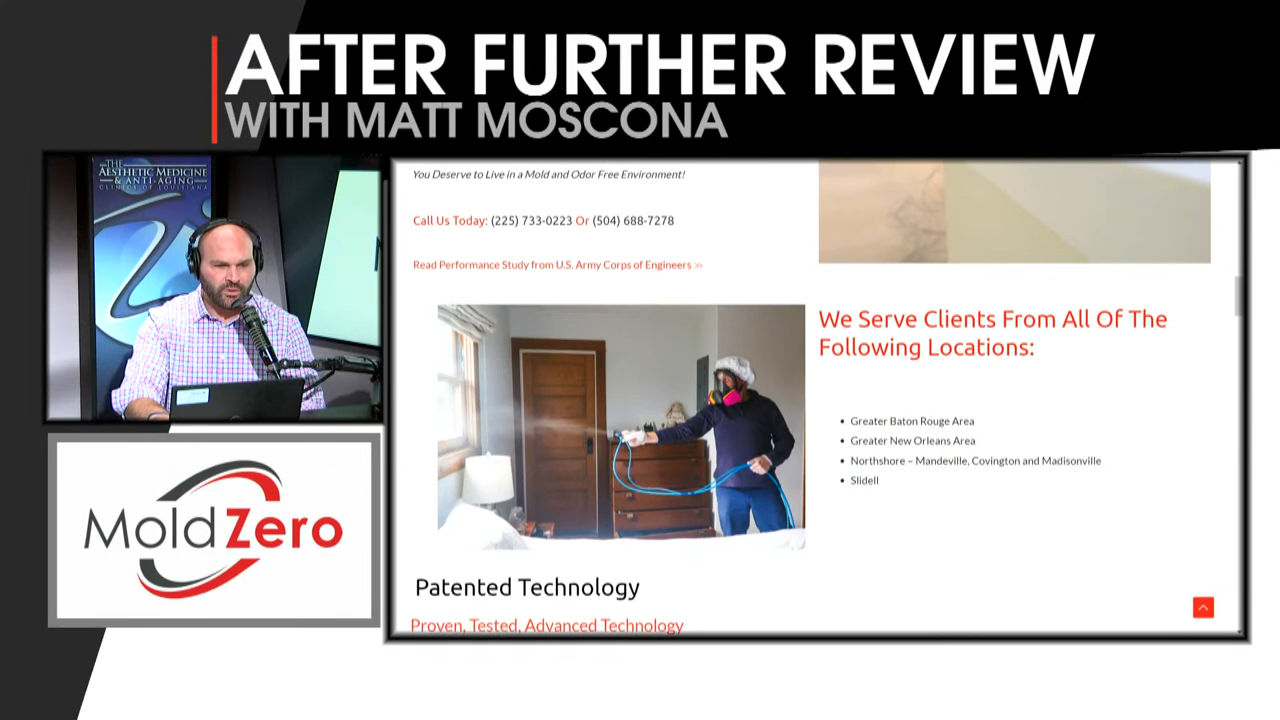 AFTER FURTHER REVIEW
WITH MATT MOSCONA
THE
AESTHETIC MEDICINE
& ANTI-AGING
CLINICS OF LOUISIANA
You Deserve to Live in a Mold and Odor Free Environment!
Call Us Today: (225) 733-0223 Or (504) 688-7278
Read Performance Study from U.S. Army Corps of Engineers >>
We Serve Clients From All Of The
Following Locations:
• Greater Baton Rouge Area
• Greater New Orleans Area
• Northshore – Mandeville, Covington and Madisonville
• Slidell
Patented Technology
Proven, Tested, Advanced Technology
MoldZero